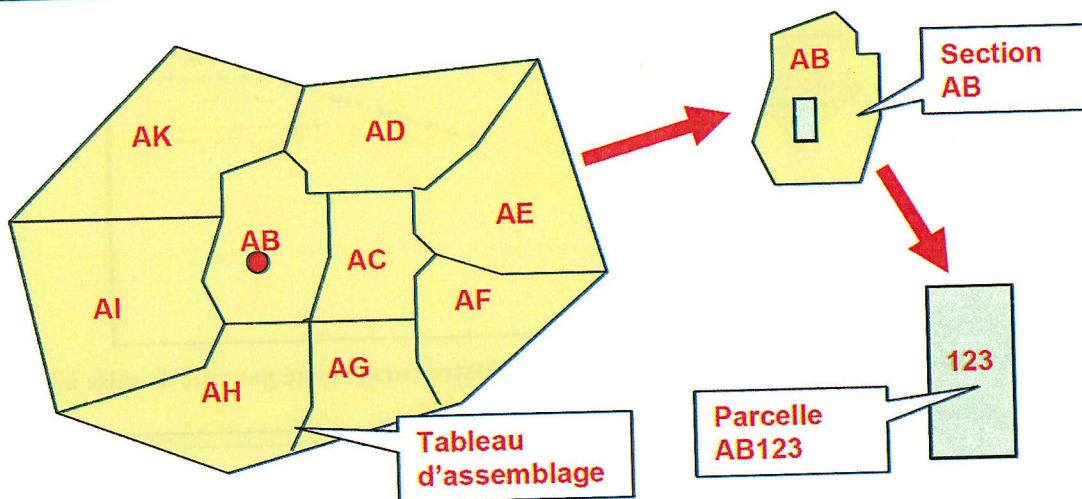 AK
AD
AB
AC
AE
AI
AF
AH
AG
Tableau
d'assemblage
AB
Section
AB
123
Parcelle
AB123